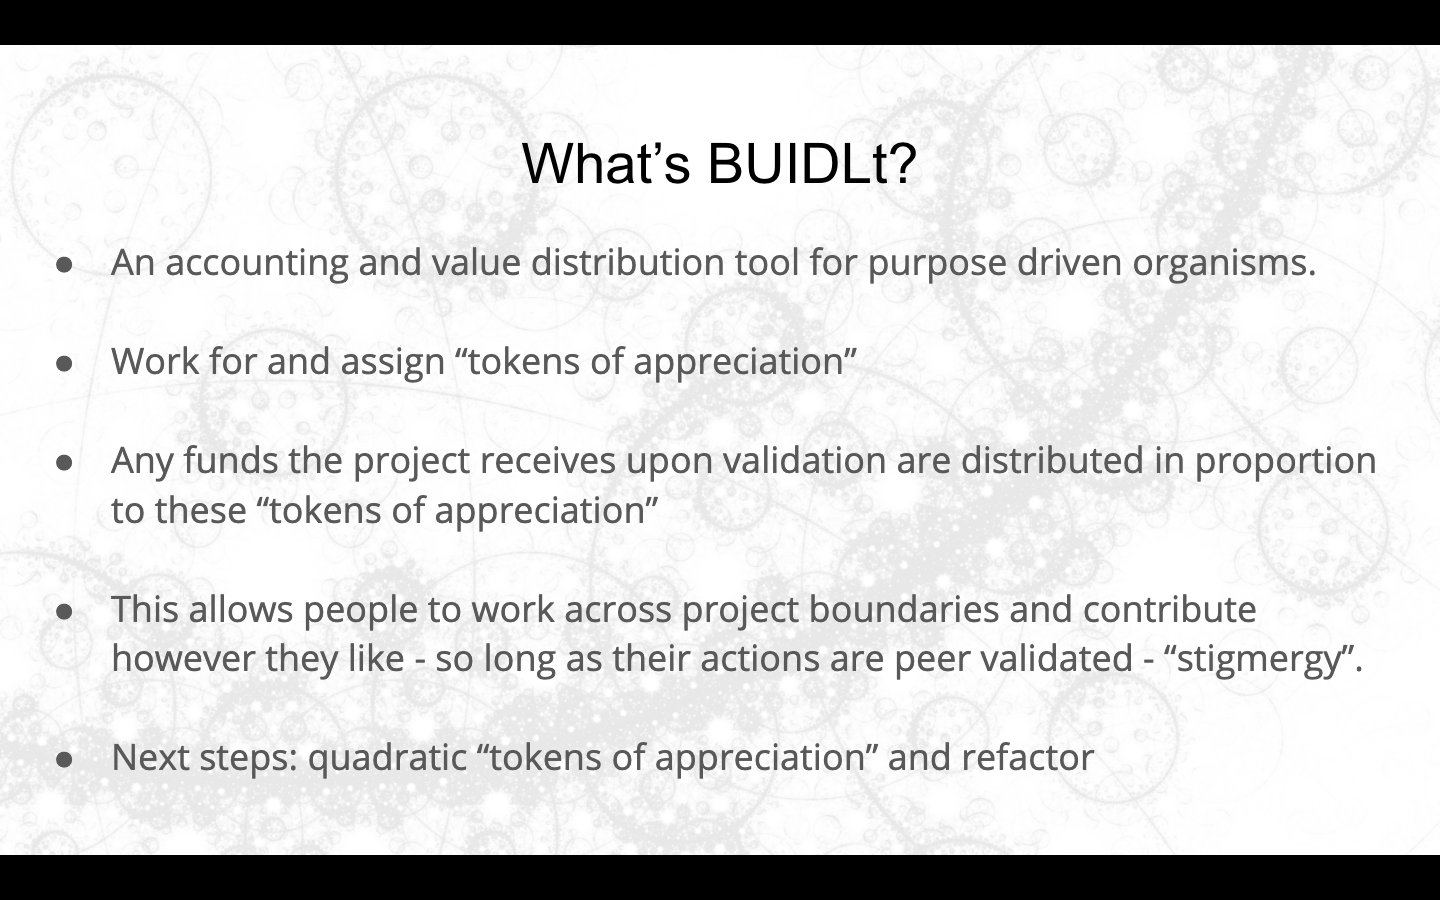 What’s BUIDLt?
● An accounting and value distribution tool for purpose driven organisms.
● Work for and assign “tokens of appreciation”
● Any funds the project receives upon validation are distributed in proportion
to these “tokens of appreciation”
● This allows people to work across project boundaries and contribute
however they like - so long as their actions are peer validated - “stigmergy”.
● Next steps: quadratic “tokens of appreciation” and refactor